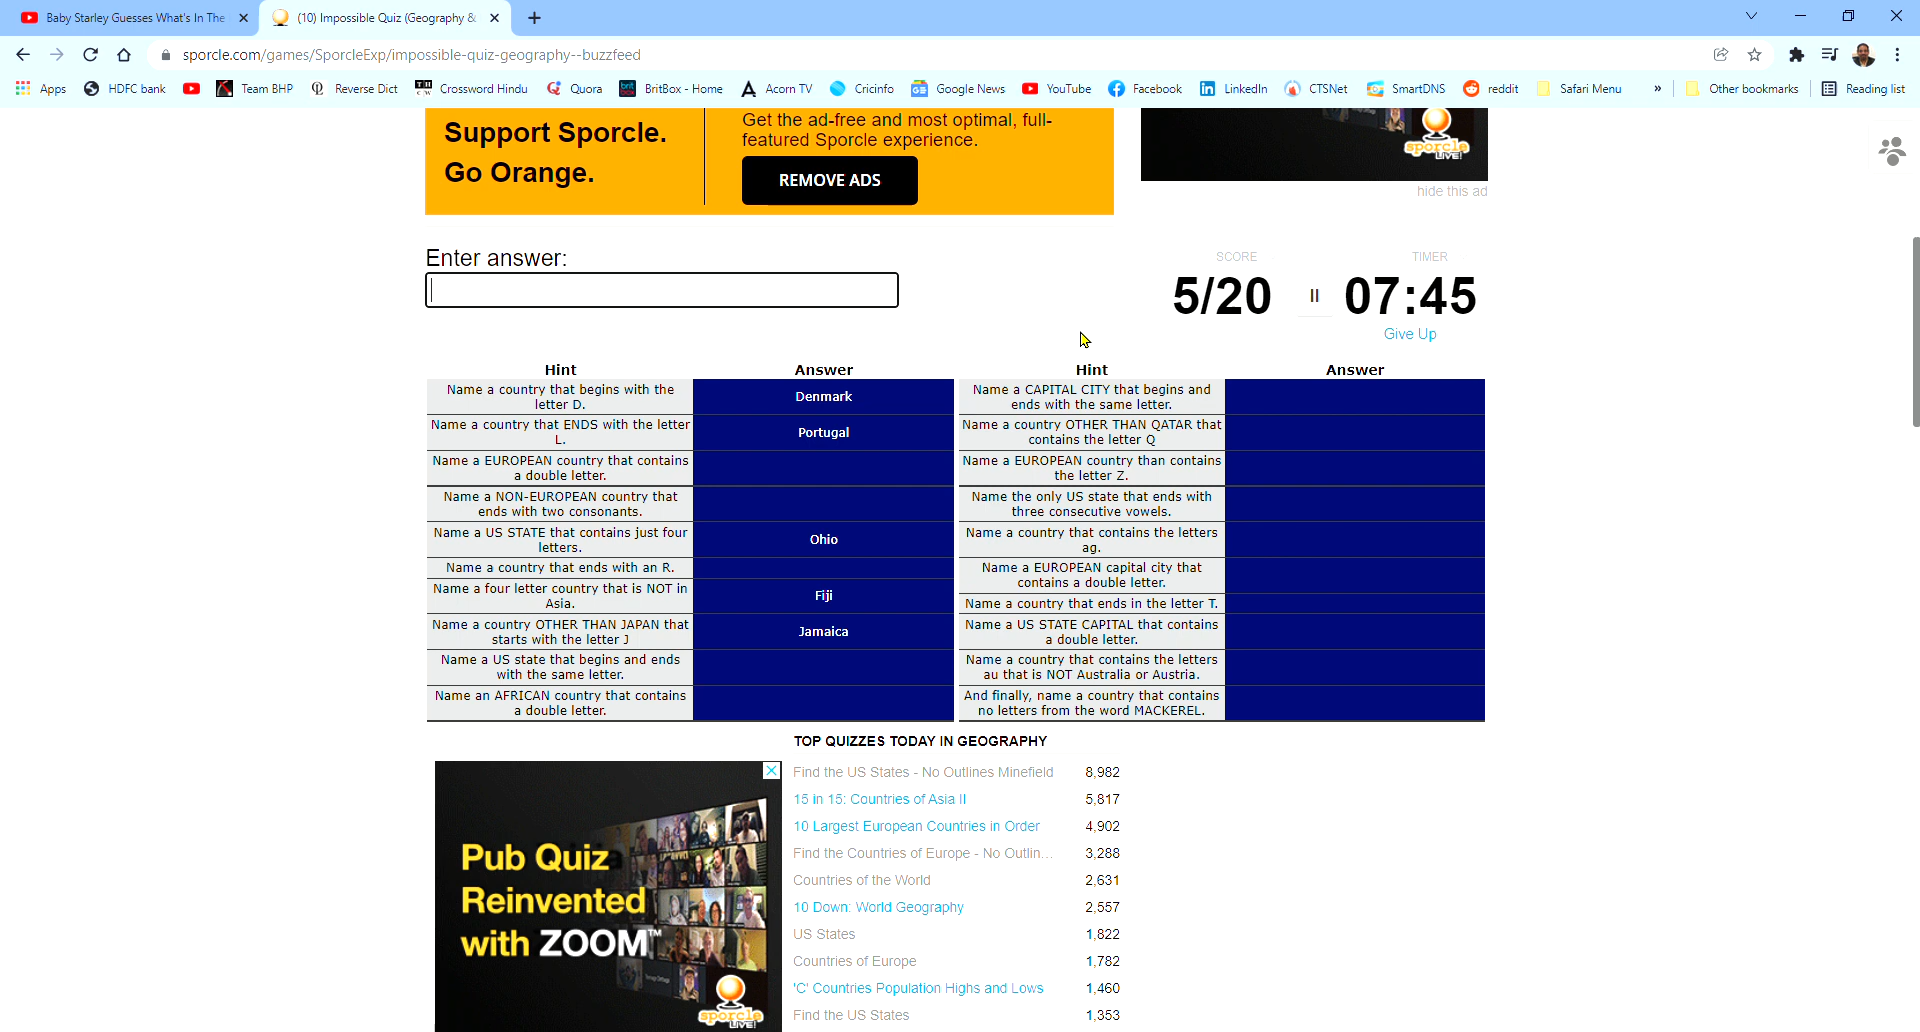 Baby Starley Guesses What's In The
(10) Impossible Quiz (Geography &
sporcle.com/games/SporcleExp/impossible-quiz-geography--buzzfeed
Apps HDFC bank Team BHP Reverse Dict Crossword Hindu Quora BritBox - Home Acorn TV Cricinfo Google News YouTube Facebook LinkedIn CTSNet SmartDNS reddit Safari Menu » Other bookmarks Reading list
Support Sporcle.
Go Orange.
Get the ad-free and most optimal, full-
featured Sporcle experience.
REMOVE ADS
sporcle
LIVE!
hide this ad
Enter answer:
SCORE TIMER
5/20 07:45
Give Up
Hint Answer
Name a country that begins with the
letter D.
Denmark
Name a country that ENDS with the letter
L.
Portugal
Name a EUROPEAN country that contains
a double letter.
Name a NON-EUROPEAN country that
ends with two consonants.
Name a US STATE that contains just four
letters.
Ohio
Name a country that ends with an R.
Name a four letter country that is NOT in
Asia.
Fiji
Name a country OTHER THAN JAPAN that
starts with the letter J
Jamaica
Name a US state that begins and ends
with the same letter.
Name an AFRICAN country that contains
a double letter.
Hint Answer
Name a CAPITAL CITY that begins and
ends with the same letter.
Name a country OTHER THAN QATAR that
contains the letter Q
Name a EUROPEAN country than contains
the letter Z.
Name the only US state that ends with
three consecutive vowels.
Name a country that contains the letters
ag.
Name a EUROPEAN capital city that
contains a double letter.
Name a country that ends in the letter T.
Name a US STATE CAPITAL that contains
a double letter.
Name a country that contains the letters
au that is NOT Australia or Austria.
And finally, name a country that contains
no letters from the word MACKEREL.
TOP QUIZZES TODAY IN GEOGRAPHY
Find the US States - No Outlines Minefield 8,982
15 in 15: Countries of Asia II 5,817
10 Largest European Countries in Order 4,902
Find the Countries of Europe - No Outlin... 3,288
Countries of the World 2,631
10 Down: World Geography 2,557
US States 1,822
Countries of Europe 1,782
'C' Countries Population Highs and Lows 1,460
Find the US States 1,353
Pub Quiz
Reinvented
with ZOOM™
sporcle
LIVE!